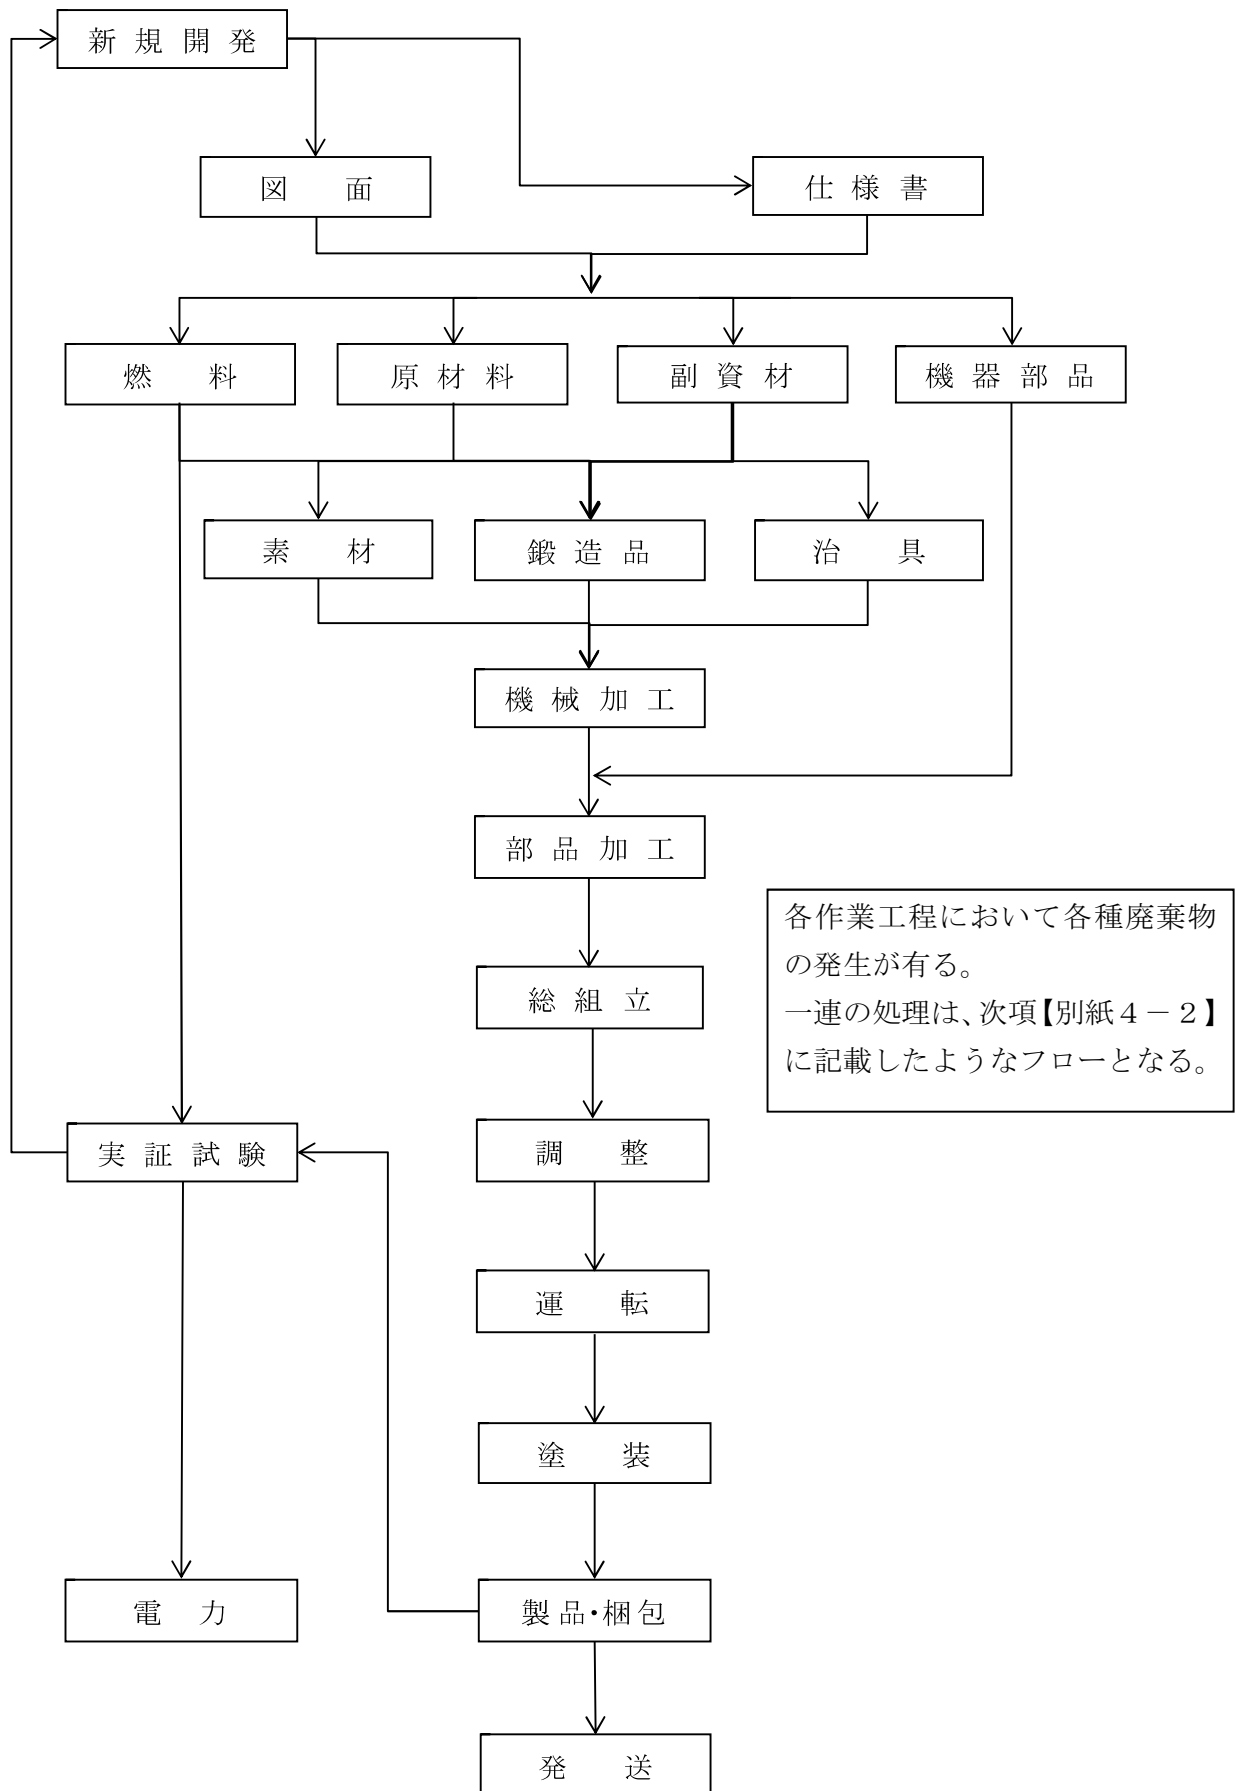 新規開発
図面
仕様書
燃料
原材料
副資材
機器部品
素材
鍛造品
治具
機械加工
部品加工
各作業工程において各種廃棄物
の発生が有る。
一連の処理は、次項【別紙４－２】
に記載したようなフローとなる。
総組立
実証試験
調整
運転
塗装
電力
製品・梱包
発送